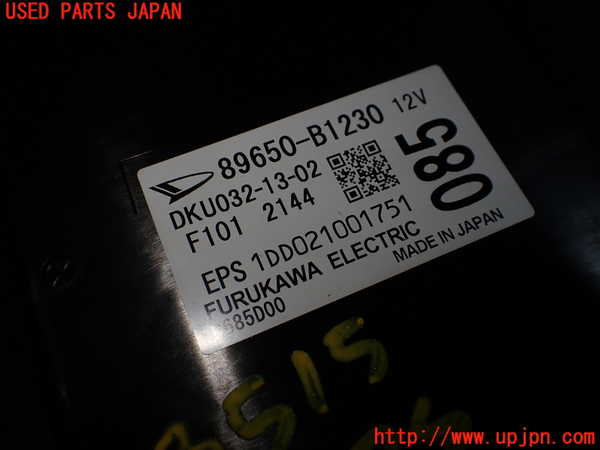 USED PARTS JAPAN
89650-B1230 12V
DKU032-13-02
F101 2144
085
EPS 1DD021001751
FURUKAWA ELECTRIC
MADE IN JAPAN
685D00
3515
http://www.upjpn.com/